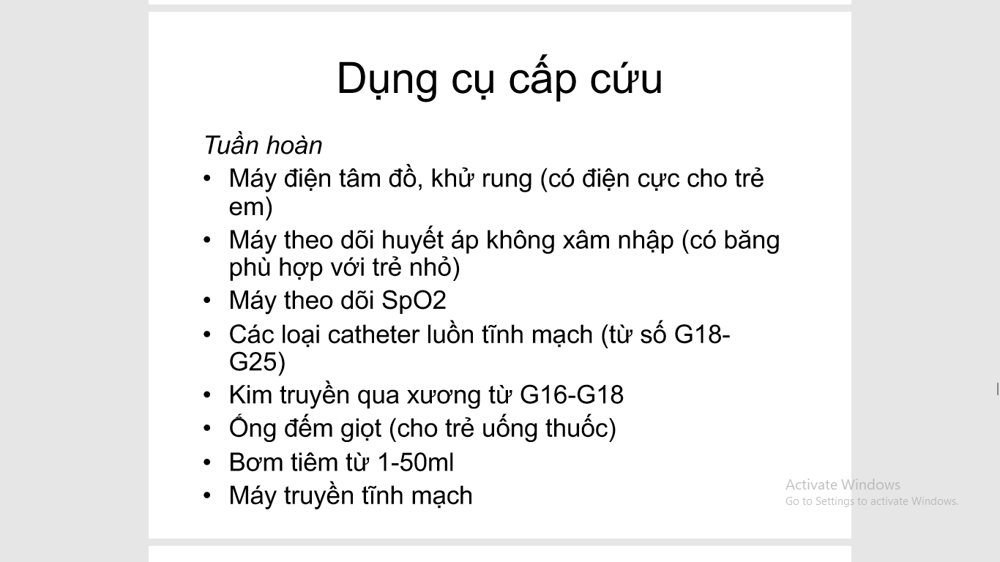 Dụng cụ cấp cứu
Tuần hoàn
• Máy điện tâm đồ, khử rung (có điện cực cho trẻ
em)
• Máy theo dõi huyết áp không xâm nhập (có băng
phù hợp với trẻ nhỏ)
• Máy theo dõi SpO2
• Các loại catheter luồn tĩnh mạch (từ số G18-
G25)
• Kim truyền qua xương từ G16-G18
• Ống đếm giọt (cho trẻ uống thuốc)
• Bơm tiêm từ 1-50ml
• Máy truyền tĩnh mạch
Activate Windows
Go to Settings to activate Windows.